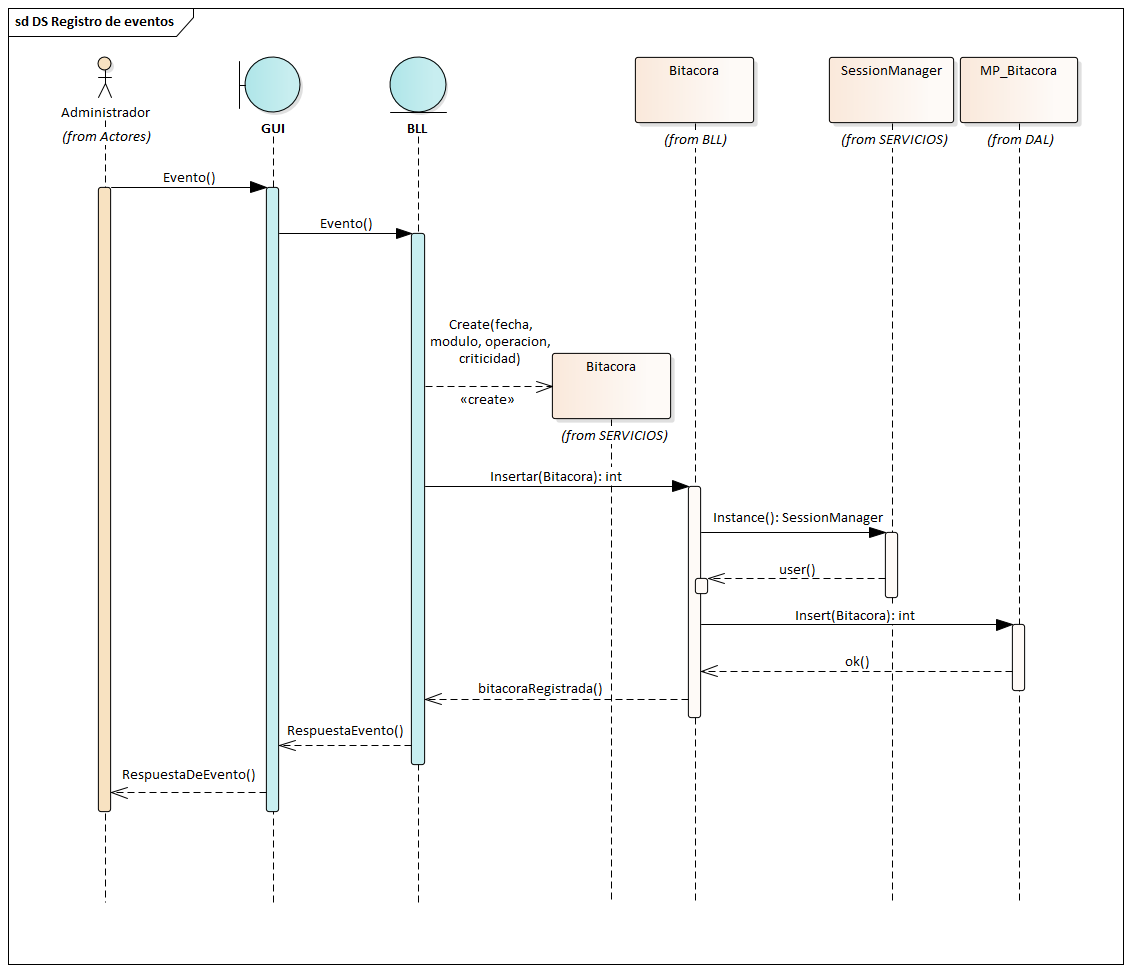 sd DS Registro de eventos
Administrador
(from Actores)
GUI
BLL
Bitacora
(from BLL)
SessionManager
(from SERVICIOS)
MP_Bitacora
(from DAL)
Evento()
Evento()
Create(fecha,
modulo, operacion,
criticidad)
«create»
Bitacora
(from SERVICIOS)
Insertar(Bitacora): int
Instance(): SessionManager
user()
Insert(Bitacora): int
ok()
bitacoraRegistrada()
RespuestaEvento()
RespuestaDeEvento()